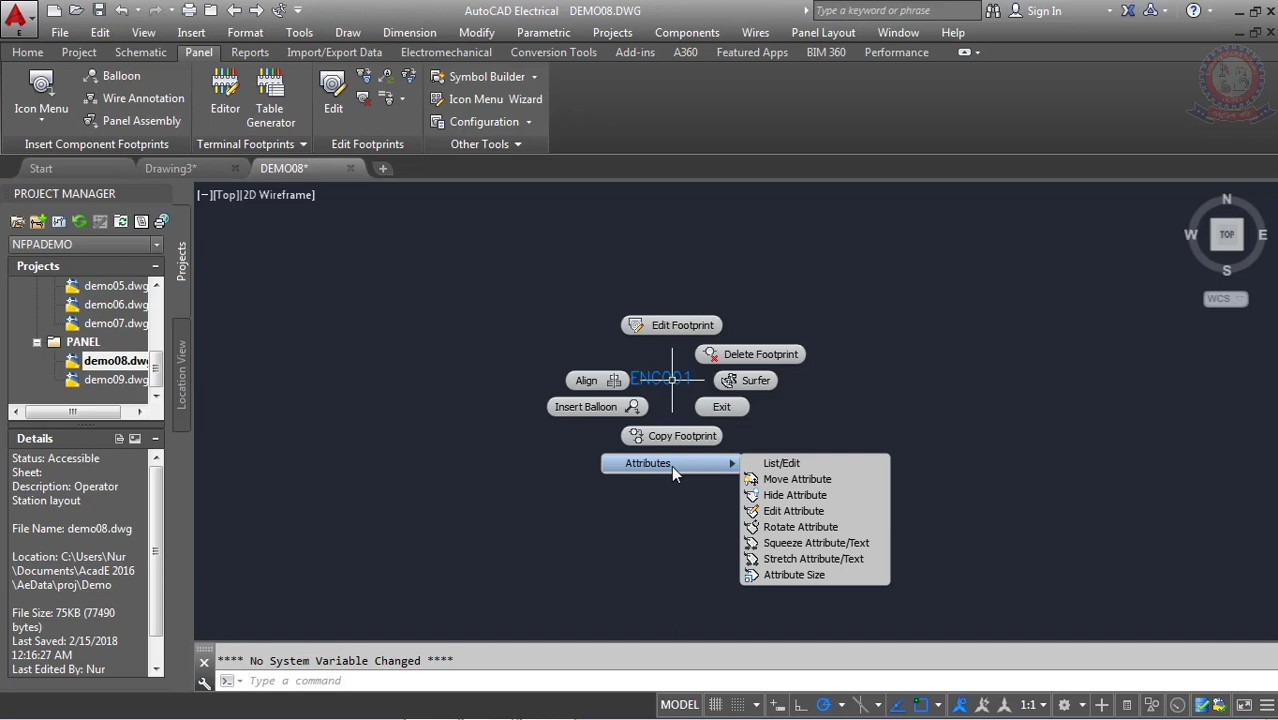 AutoCAD Electrical DEMO08.DWG
Type a keyword or phrase
Sign In
File Edit View Insert Format Tools Draw Dimension Modify Parametric Projects Components Wires Panel Layout Window Help
Home Project Schematic Panel Reports Import/Export Data Electromechanical Conversion Tools Add-ins A360 Featured Apps BIM 360 Performance
Icon Menu
Balloon
Wire Annotation
Panel Assembly
Insert Component Footprints
Editor
Table
Generator
Terminal Footprints
Edit
Edit Footprints
Symbol Builder
Icon Menu Wizard
Configuration
Other Tools
Start
Drawing3*
DEMO08*
PROJECT MANAGER
NFPADEMO
Projects
demo05.dwg
demo06.dwg
demo07.dwg
PANEL
demo08.dwg
demo09.dwg
Projects
Location View
Details
Status: Accessible
Sheet:
Description: Operator
Station layout
File Name: demo08.dwg
Location: C:\Users\Nur
\Documents\AcadE 2016
\AeData\proj\Demo
File Size: 75KB (77490
bytes)
Last Saved: 2/15/2018
12:16:27 AM
Last Edited By: Nur
[−][Top][2D Wireframe]
N
W TOP E
S
WCS
Edit Footprint
Delete Footprint
Align
ENC001
Surfer
Insert Balloon
Exit
Copy Footprint
Attributes
List/Edit
Move Attribute
Hide Attribute
Edit Attribute
Rotate Attribute
Squeeze Attribute/Text
Stretch Attribute/Text
Attribute Size
**** No System Variable Changed ****
Type a command
MODEL
1:1